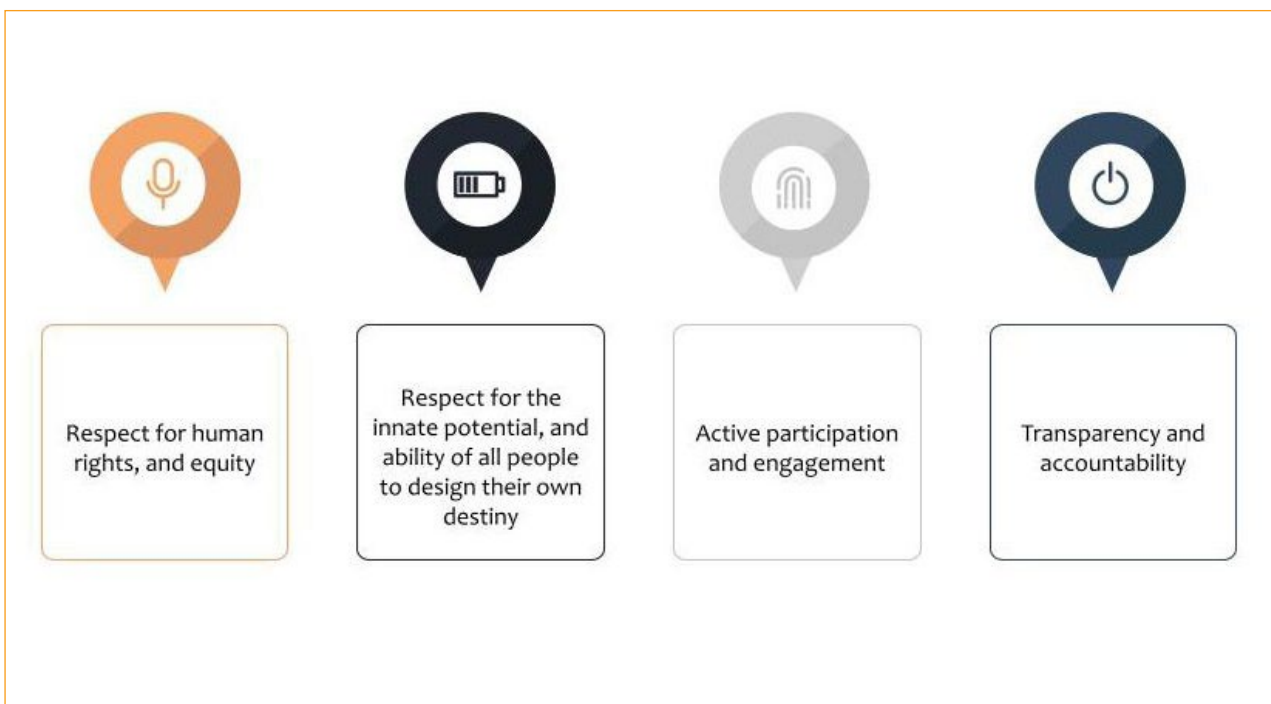 Respect for human
rights, and equity
Respect for the
innate potential, and
ability of all people
to design their own
destiny
Active participation
and engagement
Transparency and
accountability